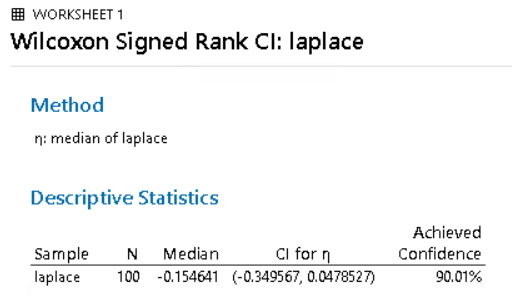 WORKSHEET 1
Wilcoxon Signed Rank CI: laplace
Method
η: median of laplace
Descriptive Statistics
Achieved
Sample N Median CI for η Confidence
laplace 100 -0.154641 (-0.349567, 0.0478527) 90.01%